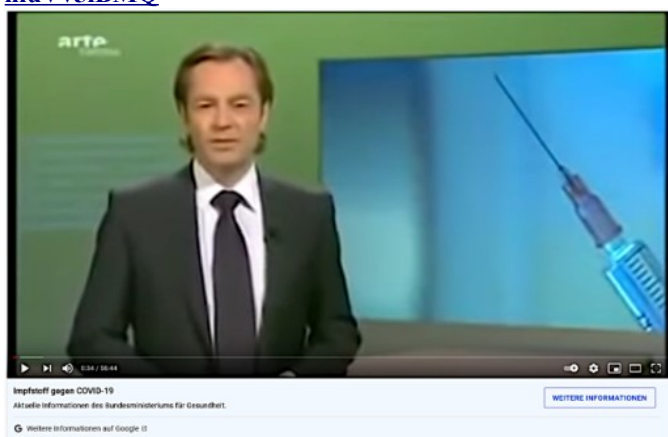 arte
0:34 / 56:44
Impfstoff gegen COVID-19
Aktuelle Informationen des Bundesministeriums für Gesundheit.
WEITERE INFORMATIONEN
G Weitere Informationen auf Google